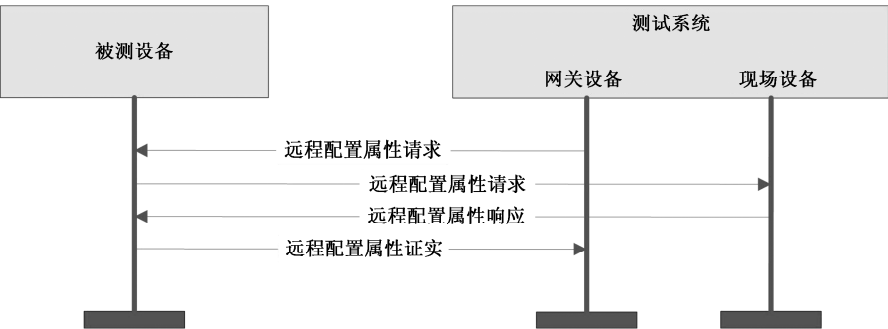 被测设备
测试系统
网关设备
现场设备
远程配置属性请求
远程配置属性请求
远程配置属性响应
远程配置属性证实